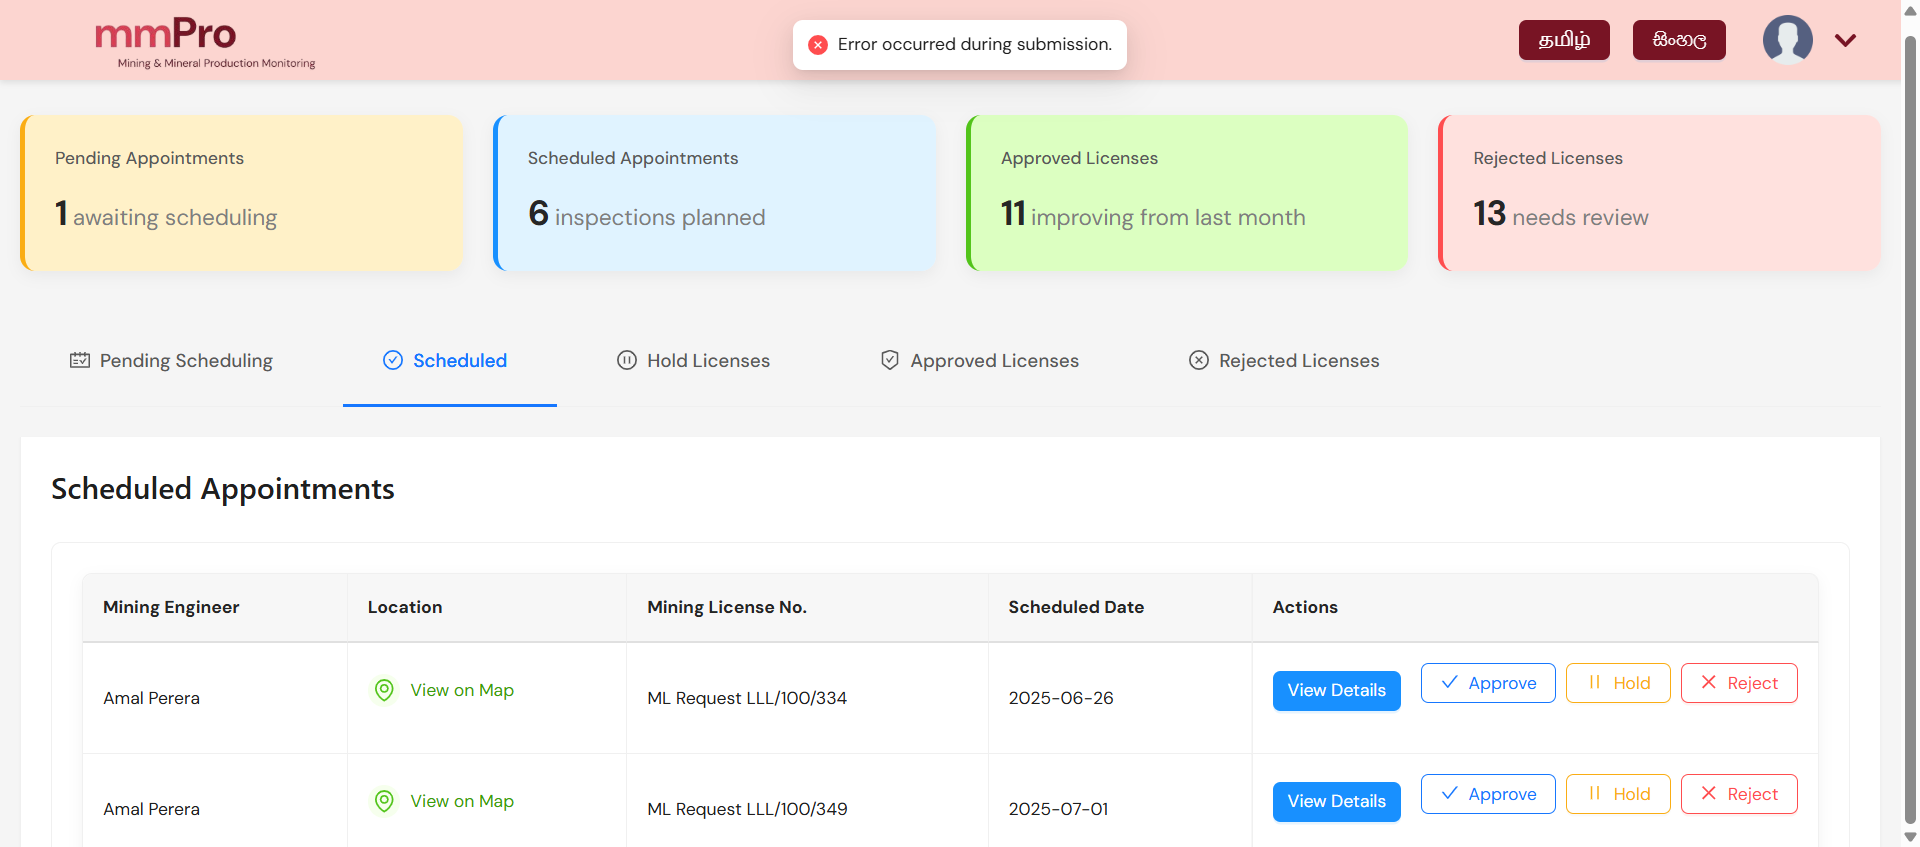 mmPro
Mining & Mineral Production Monitoring
Error occurred during submission.
தமிழ்
සිංහල
Pending Appointments
1 awaiting scheduling
Scheduled Appointments
6 inspections planned
Approved Licenses
11 improving from last month
Rejected Licenses
13 needs review
Pending Scheduling
Scheduled
Hold Licenses
Approved Licenses
Rejected Licenses
Scheduled Appointments
Mining Engineer
Location
Mining License No.
Scheduled Date
Actions
Amal Perera
View on Map
ML Request LLL/100/334
2025-06-26
View Details
Approve
Hold
Reject
Amal Perera
View on Map
ML Request LLL/100/349
2025-07-01
View Details
Approve
Hold
Reject